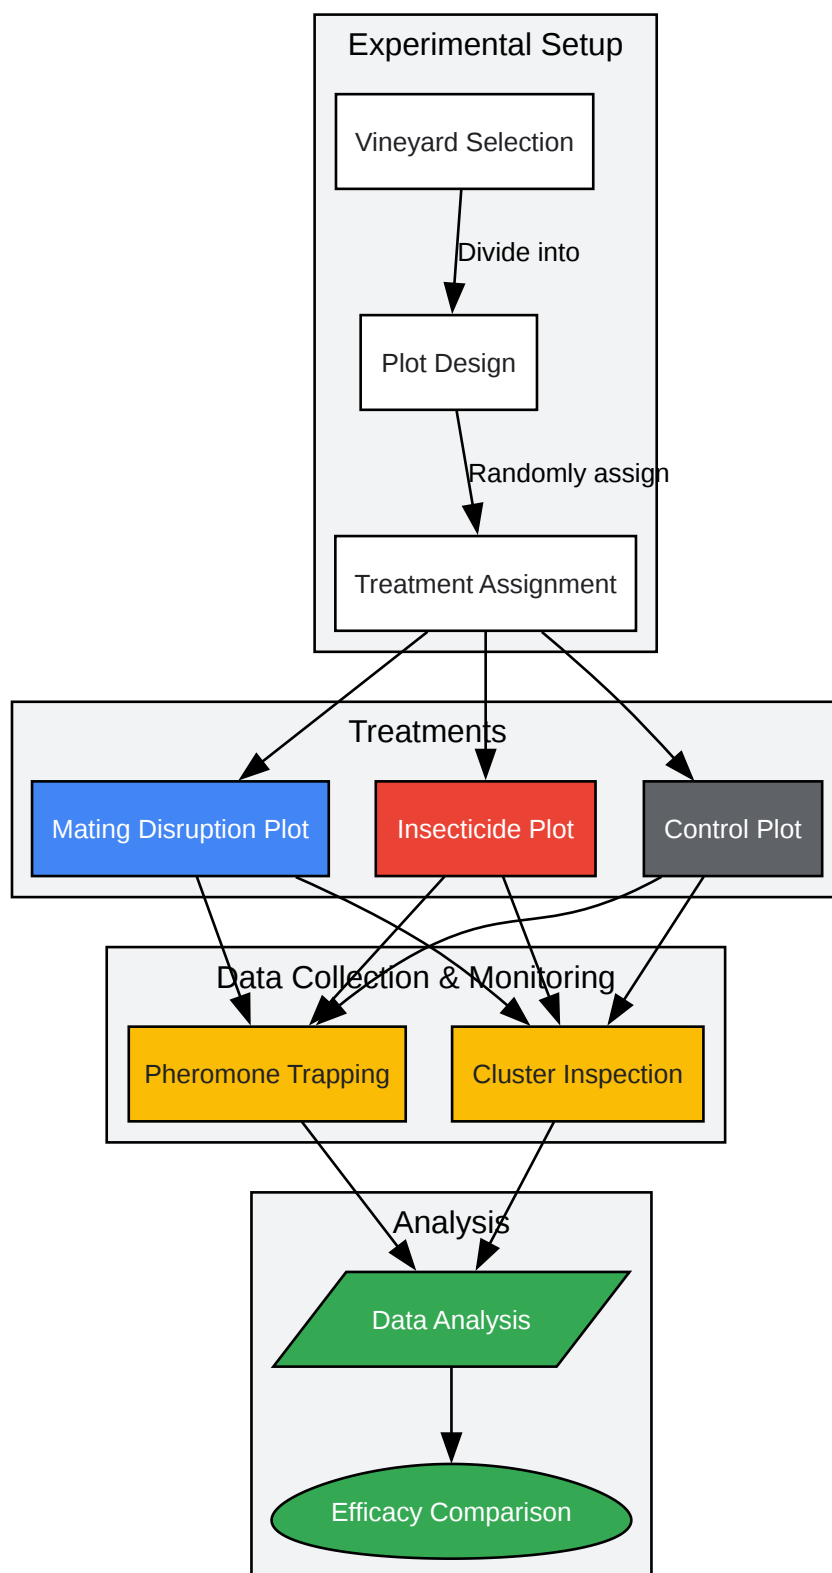 Experimental Setup
Vineyard Selection
Divide into
Plot Design
Randomly assign
Treatment Assignment
Treatments
Mating Disruption Plot
Insecticide Plot
Control Plot
Data Collection & Monitoring
Pheromone Trapping
Cluster Inspection
Analysis
Data Analysis
Efficacy Comparison